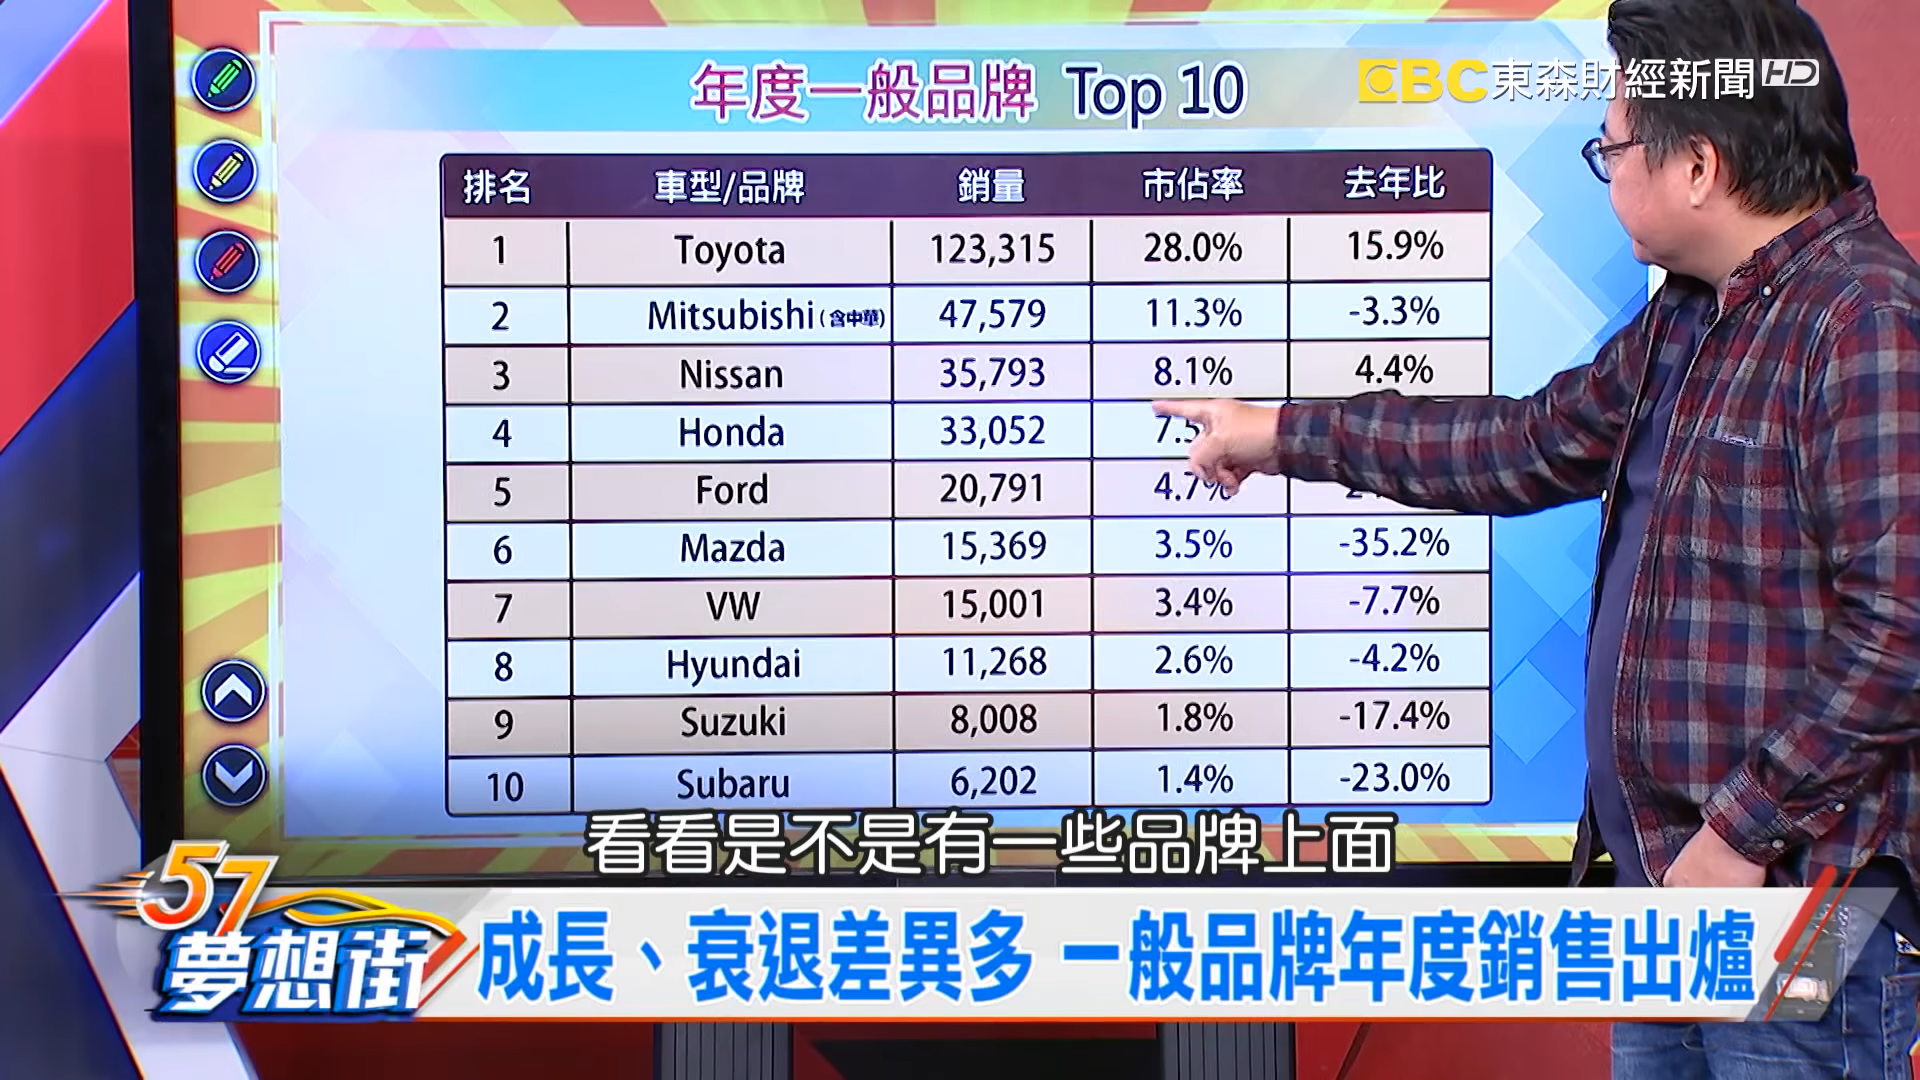 年度一般品牌 Top 10
EBC東森財經新聞HD
排名 車型/品牌 銷量 市佔率 去年比
1 Toyota 123,315 28.0% 15.9%
2 Mitsubishi(含中華) 47,579 11.3% -3.3%
3 Nissan 35,793 8.1% 4.4%
4 Honda 33,052 7.5
5 Ford 20,791 4.7%
6 Mazda 15,369 3.5% -35.2%
7 VW 15,001 3.4% -7.7%
8 Hyundai 11,268 2.6% -4.2%
9 Suzuki 8,008 1.8% -17.4%
10 Subaru 6,202 1.4% -23.0%
看看是不是有一些品牌上面
57夢想街
成長、衰退差異多 一般品牌年度銷售出爐